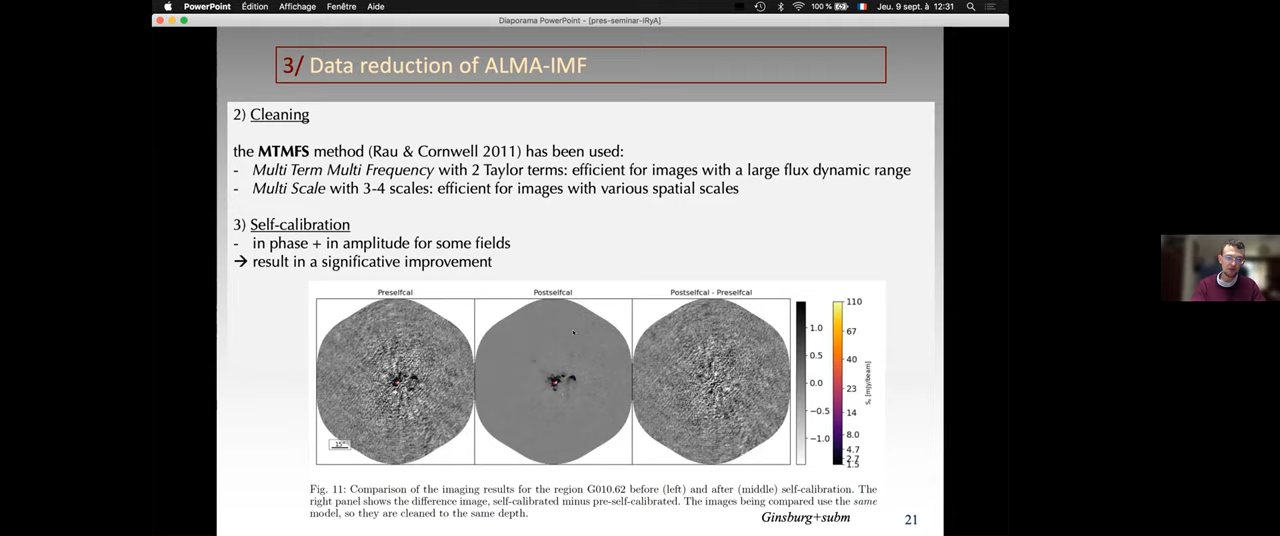 PowerPoint Édition Affichage Fenêtre Aide 100 % Jeu. 9 sept. à 12:31
Diaporama PowerPoint - [pres-seminar-IRyA]
3/ Data reduction of ALMA-IMF
2) Cleaning
the MTMFS method (Rau & Cornwell 2011) has been used:
- Multi Term Multi Frequency with 2 Taylor terms: efficient for images with a large flux dynamic range
- Multi Scale with 3-4 scales: efficient for images with various spatial scales
3) Self-calibration
- in phase + in amplitude for some fields
→ result in a significative improvement
Preselfcal Postselfcal Postselfcal - Preselfcal
15"
1.0
0.5
0.0
−0.5
−1.0
110
67
40
23
14
8.0
4.7
2.7
1.5
Sν [mJy/beam]
Fig. 11: Comparison of the imaging results for the region G010.62 before (left) and after (middle) self-calibration. The
right panel shows the difference image, self-calibrated minus pre-self-calibrated. The images being compared use the same
model, so they are cleaned to the same depth.
Ginsburg+subm
21